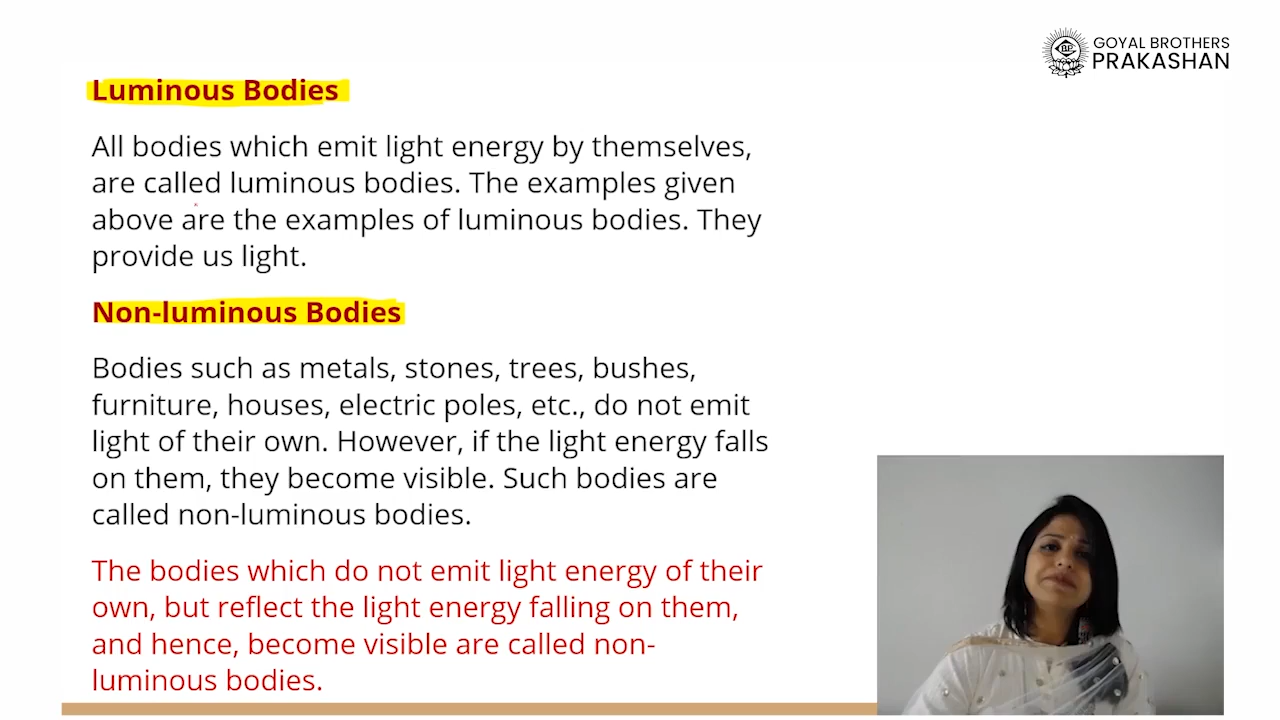 GOYAL BROTHERS
PRAKASHAN
Luminous Bodies
All bodies which emit light energy by themselves,
are called luminous bodies. The examples given
above are the examples of luminous bodies. They
provide us light.
Non-luminous Bodies
Bodies such as metals, stones, trees, bushes,
furniture, houses, electric poles, etc., do not emit
light of their own. However, if the light energy falls
on them, they become visible. Such bodies are
called non-luminous bodies.
The bodies which do not emit light energy of their
own, but reflect the light energy falling on them,
and hence, become visible are called non-
luminous bodies.